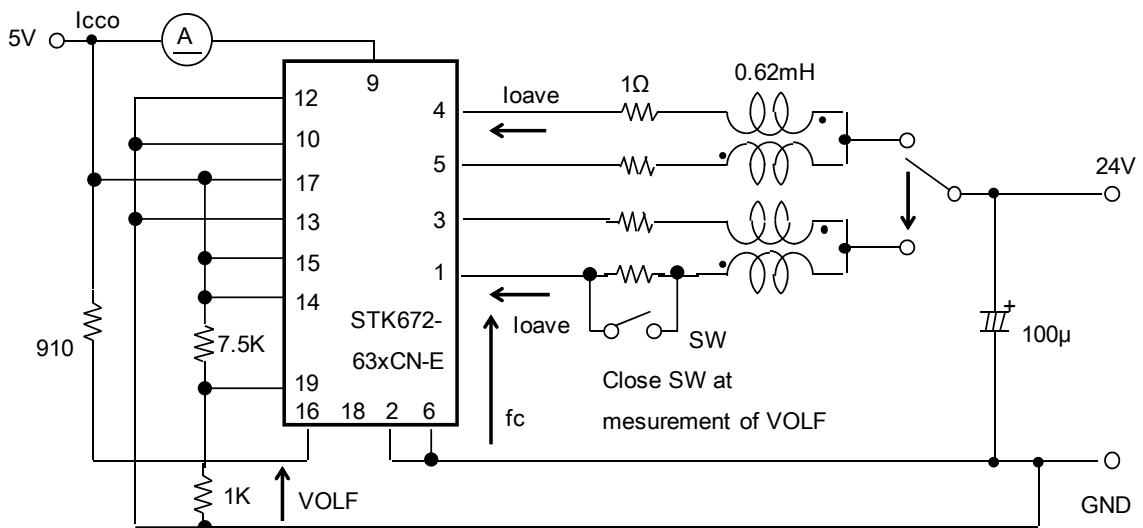 Icco
5V
A
9
12
10
17
13
15
14
19
16
18
2
6
4
5
3
1
STK672-
63xCN-E
Ioave
1Ω
0.62mH
24V
Ioave
SW
Close SW at
mesurement of VOLF
fc
100μ
+
910
7.5K
1K
VOLF
GND